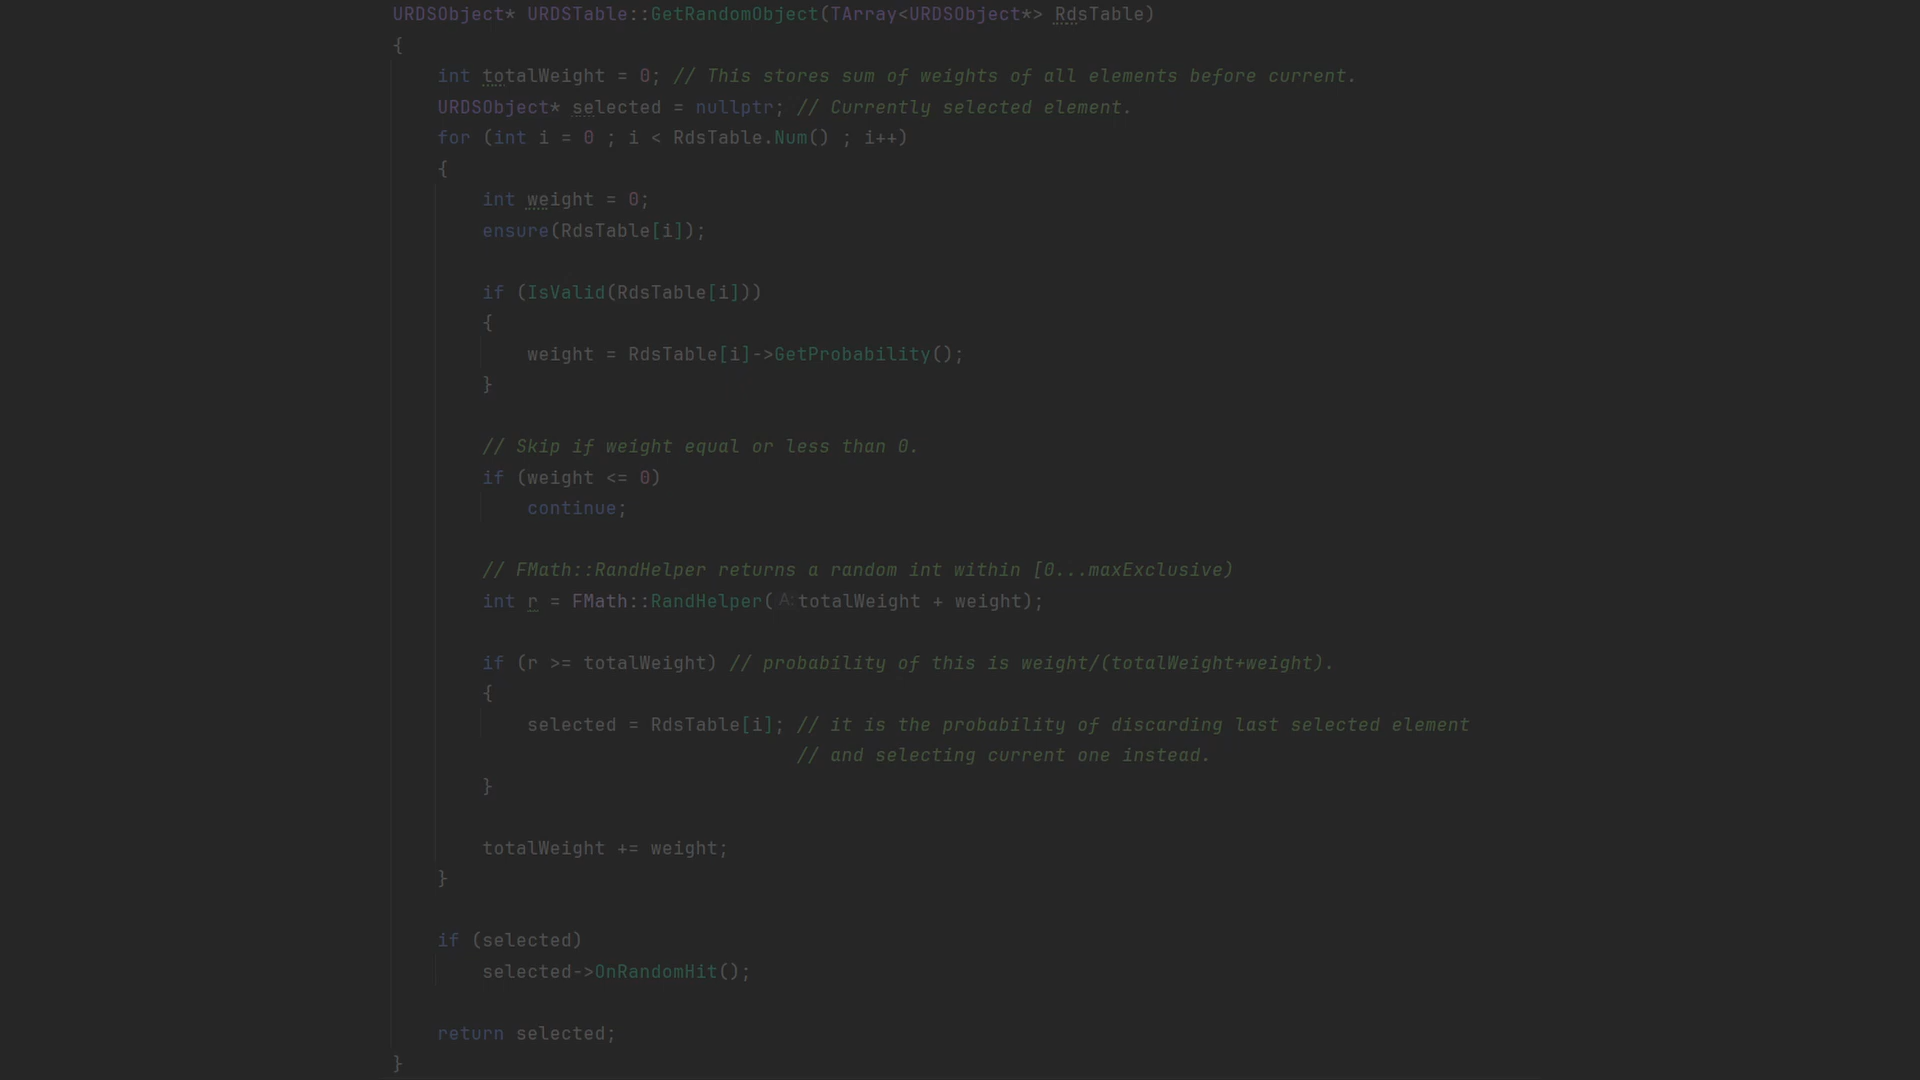 URDSObject* URDSTable::GetRandomObject(TArray<URDSObject*> RdsTable)
{
    int totalWeight = 0; // This stores sum of weights of all elements before current.
    URDSObject* selected = nullptr; // Currently selected element.
    for (int i = 0 ; i < RdsTable.Num() ; i++)
    {
        int weight = 0;
        ensure(RdsTable[i]);
        if (IsValid(RdsTable[i]))
        {
            weight = RdsTable[i]->GetProbability();
        }
        // Skip if weight equal or less than 0.
        if (weight <= 0)
            continue;
        // FMath::RandHelper returns a random int within [0...maxExclusive)
        int r = FMath::RandHelper( A: totalWeight + weight);
        if (r >= totalWeight) // probability of this is weight/(totalWeight+weight).
        {
            selected = RdsTable[i]; // it is the probability of discarding last selected element
                                    // and selecting current one instead.
        }
        totalWeight += weight;
    }
    if (selected)
        selected->OnRandomHit();
    return selected;
}